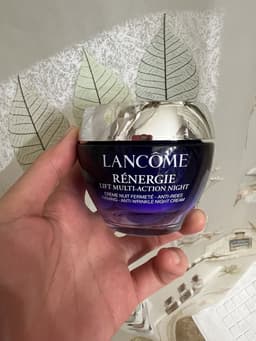 LANCÔME
RÉNERGIE
LIFT MULTI-ACTION NIGHT
CRÈME NUIT FERMETÉ - ANTI-RIDES
FIRMING - ANTI-WRINKLE NIGHT CREAM